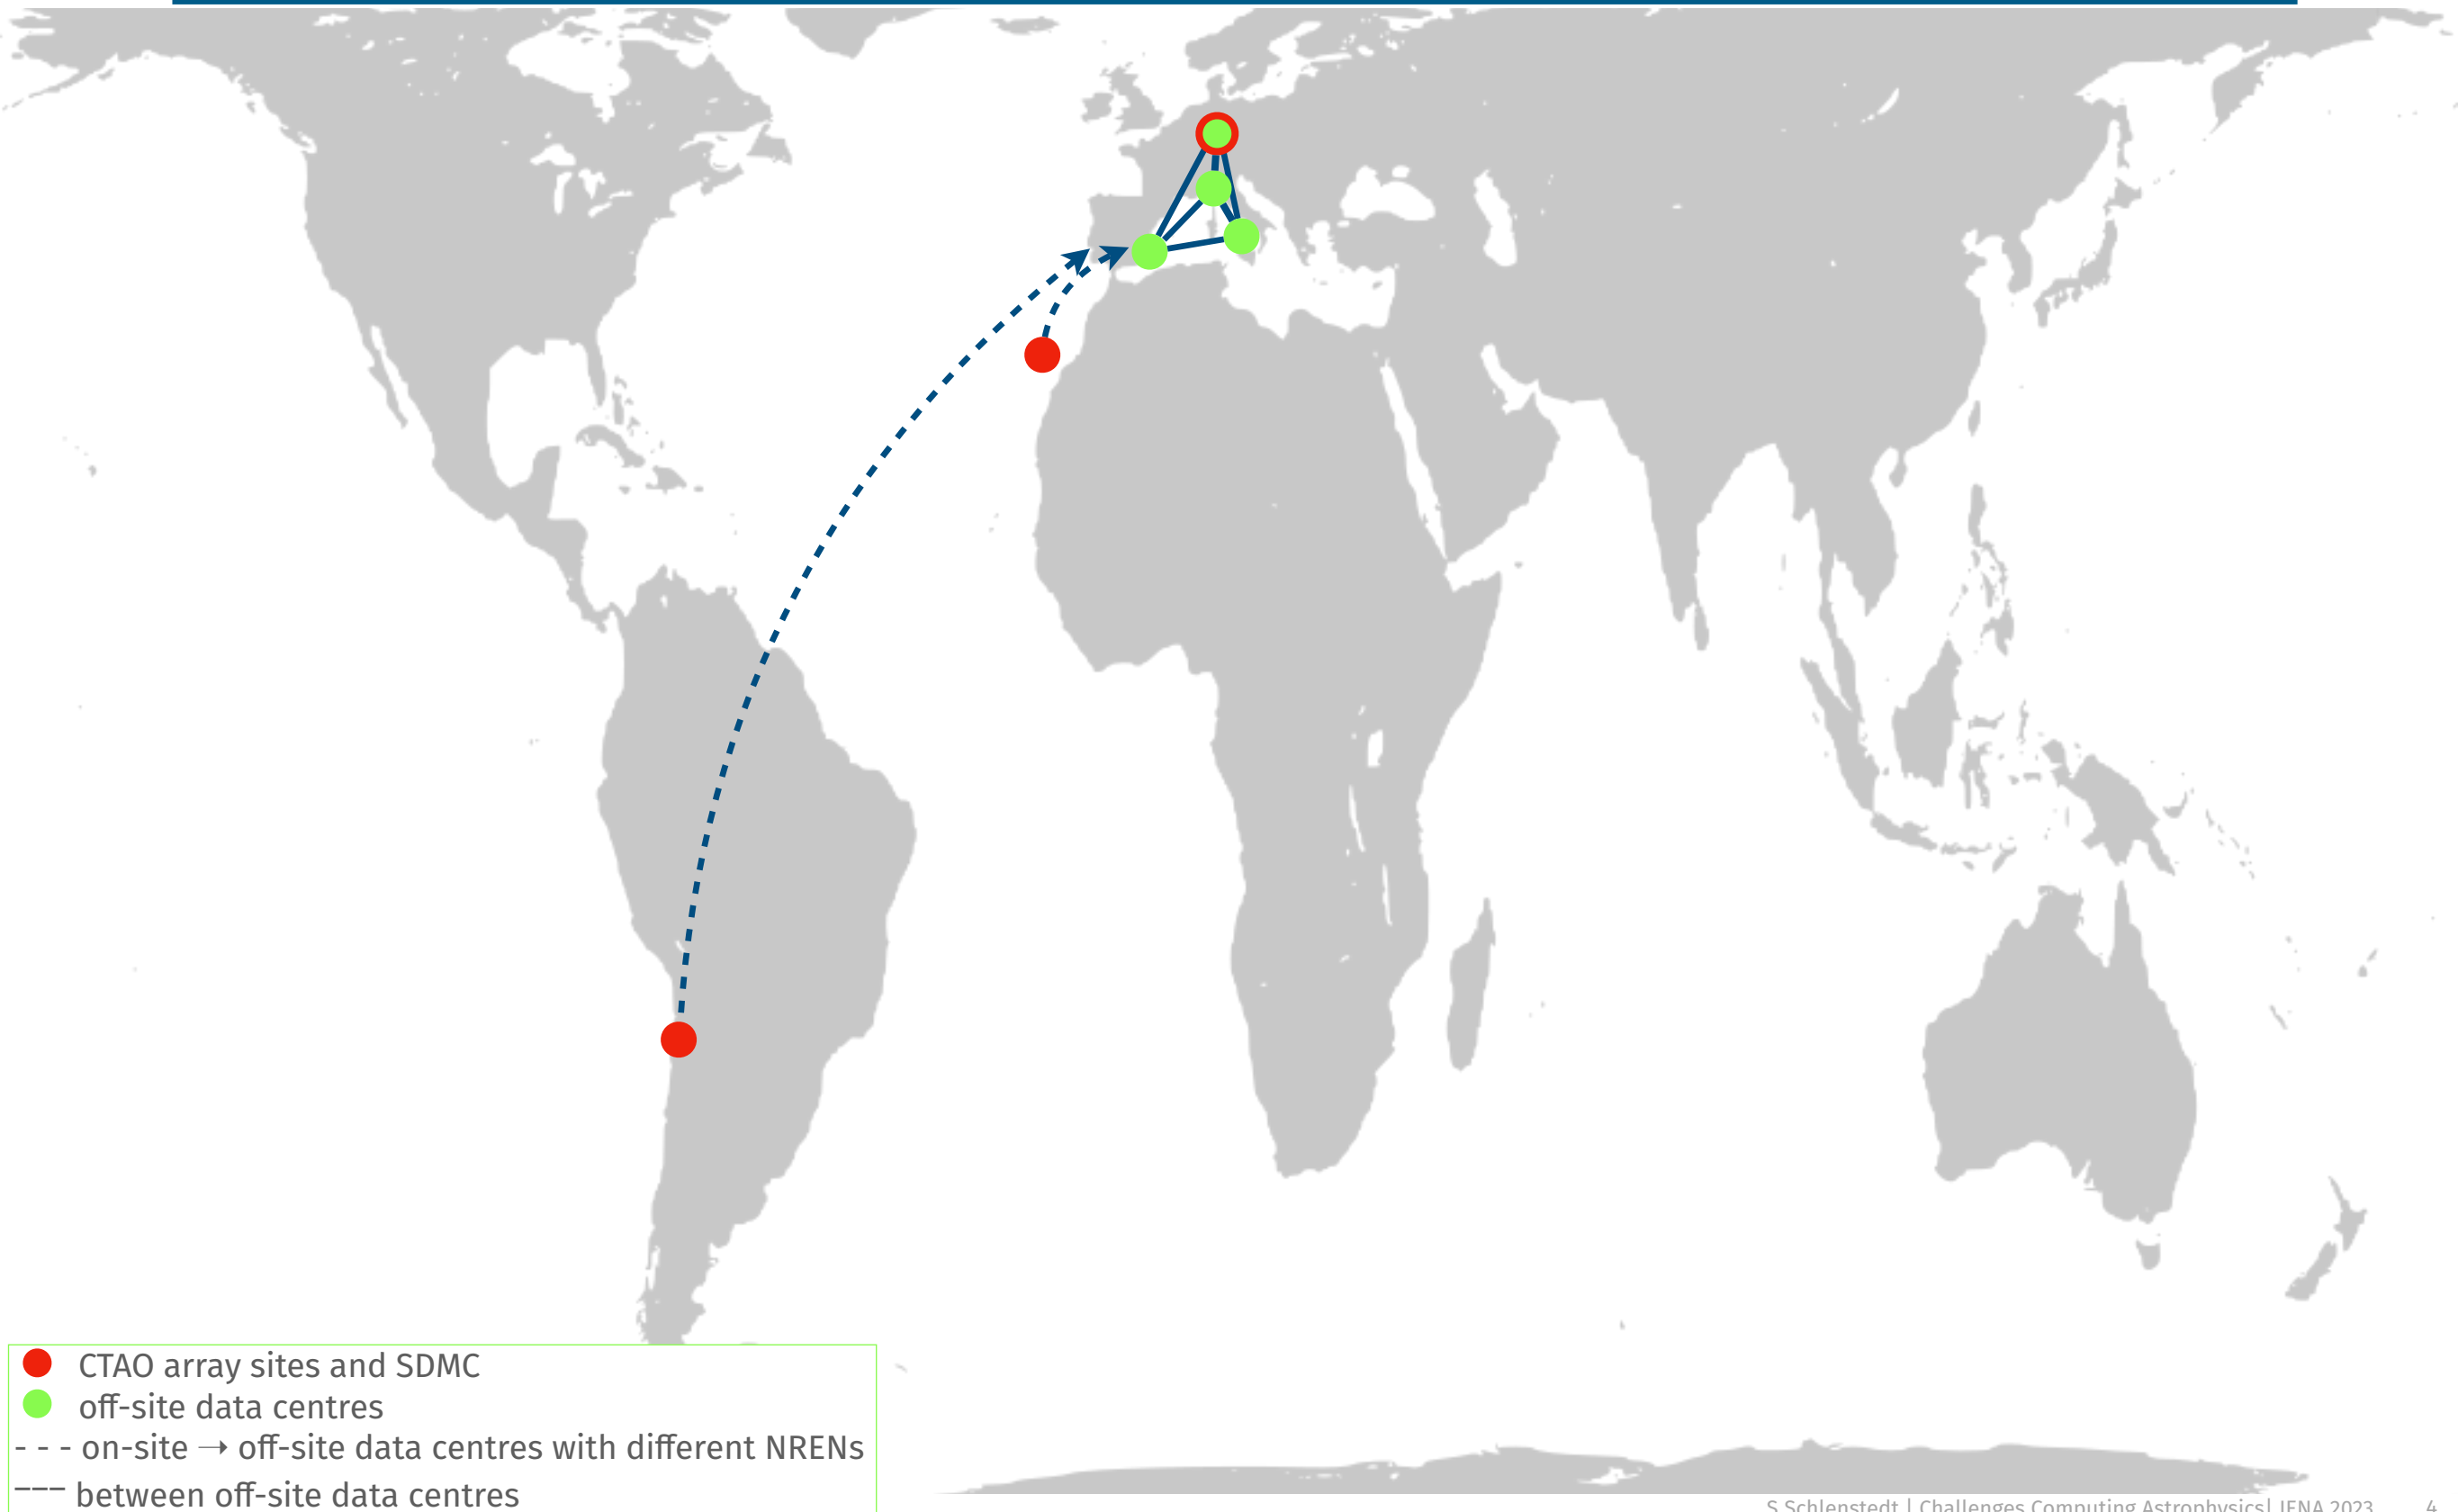 CTAO array sites and SDMC
off-site data centres
- - - on-site → off-site data centres with different NRENs
––– between off-site data centres
S.Schlenstedt | Challenges Computing Astrophysics| JENA 2023 4